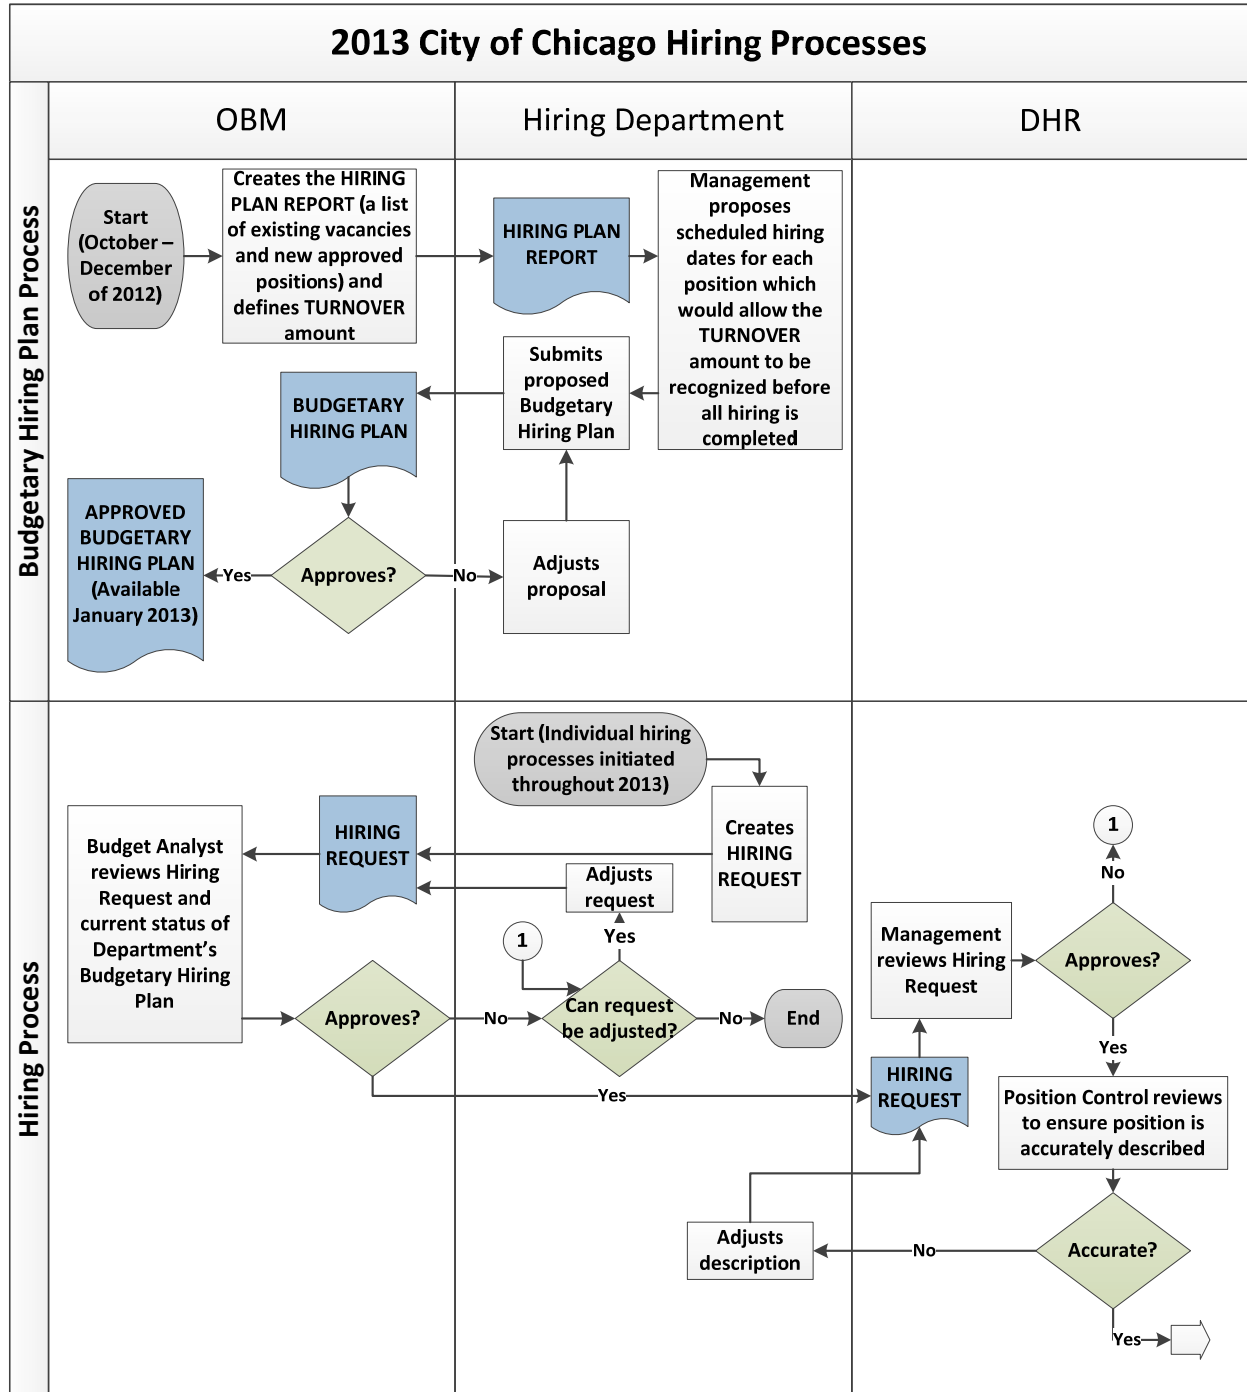 2013 City of Chicago Hiring Processes
OBM
Hiring Department
DHR
Budgetary Hiring Plan Process
Start
(October –
December
of 2012)
Creates the HIRING
PLAN REPORT (a list
of existing vacancies
and new approved
positions) and
defines TURNOVER
amount
HIRING PLAN
REPORT
Management
proposes
scheduled hiring
dates for each
position which
would allow the
TURNOVER
amount to be
recognized before
all hiring is
completed
Submits
proposed
Budgetary
Hiring Plan
BUDGETARY
HIRING PLAN
APPROVED
BUDGETARY
HIRING PLAN
(Available
January 2013)
Yes
Approves?
No
Adjusts
proposal
Hiring Process
Start (Individual hiring
processes initiated
throughout 2013)
Creates
HIRING
REQUEST
HIRING
REQUEST
Budget Analyst
reviews Hiring
Request and
current status of
Department's
Budgetary Hiring
Plan
Adjusts
request
Yes
1
Approves?
No
Can request
be adjusted?
No
End
Yes
HIRING
REQUEST
Management
reviews Hiring
Request
Approves?
No
1
Yes
Position Control reviews
to ensure position is
accurately described
Accurate?
No
Adjusts
description
Yes